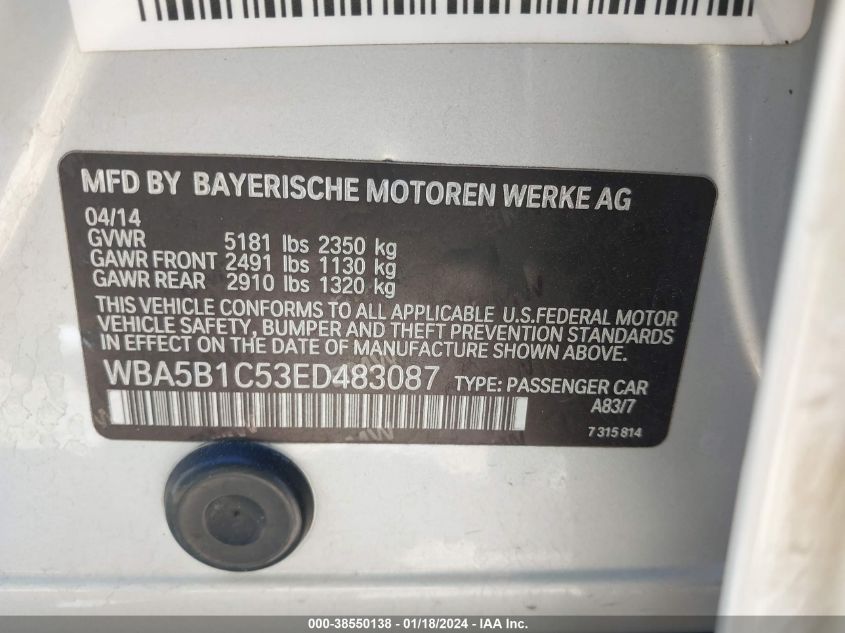 MFD BY BAYERISCHE MOTOREN WERKE AG
04/14
GVWR 5181 lbs 2350 kg
GAWR FRONT 2491 lbs 1130 kg
GAWR REAR 2910 lbs 1320 kg
THIS VEHICLE CONFORMS TO ALL APPLICABLE U.S.FEDERAL MOTOR
VEHICLE SAFETY, BUMPER AND THEFT PREVENTION STANDARDS
IN EFFECT ON THE DATE OF MANUFACTURE SHOWN ABOVE.
WBA5B1C53ED483087 TYPE: PASSENGER CAR
A83/7
7 315 814
000-38550138 - 01/18/2024 - IAA Inc.